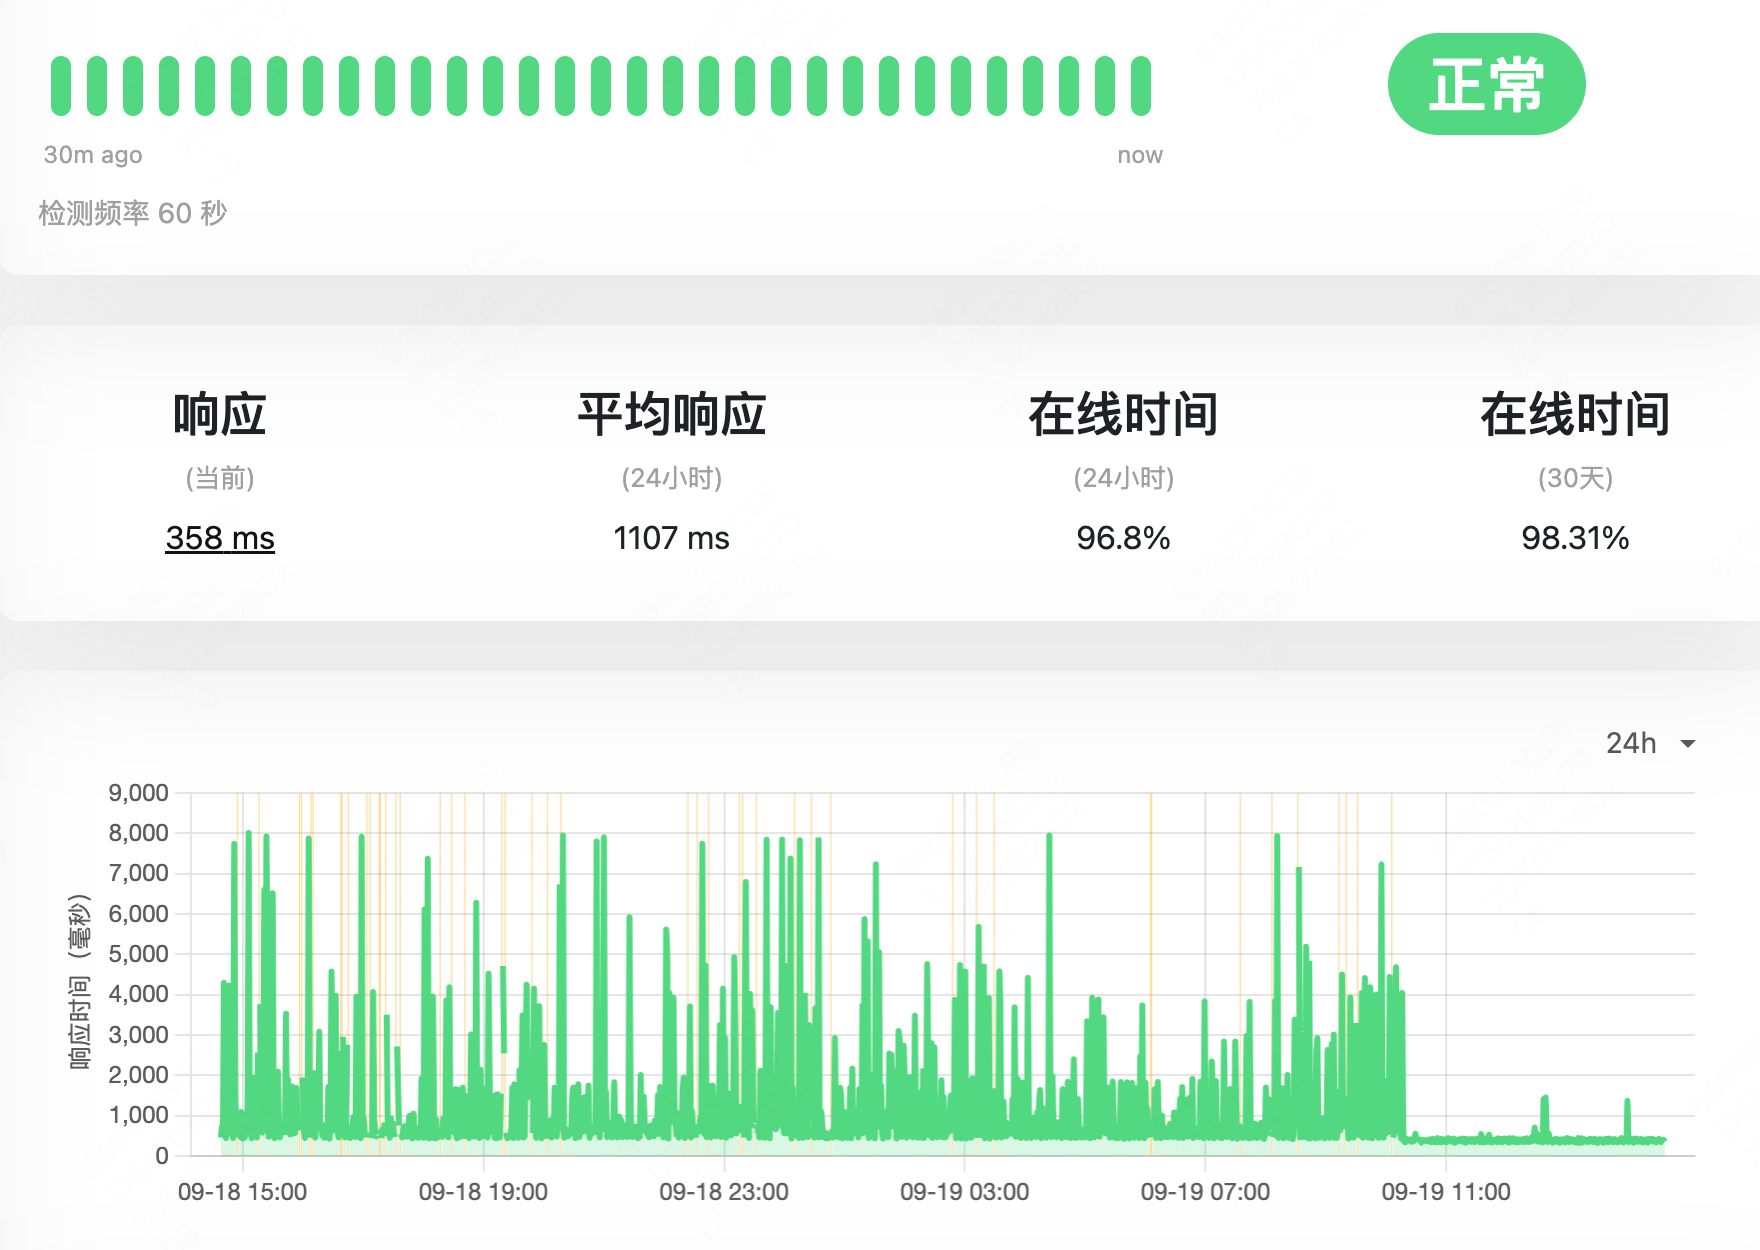 正常
30m ago
now
检测频率 60 秒
响应
平均响应
在线时间
在线时间
(当前)
(24小时)
(24小时)
(30天)
358 ms
1107 ms
96.8%
98.31%
24h
响应时间（毫秒）
9,000
8,000
7,000
6,000
5,000
4,000
3,000
2,000
1,000
0
09-18 15:00
09-18 19:00
09-18 23:00
09-19 03:00
09-19 07:00
09-19 11:00